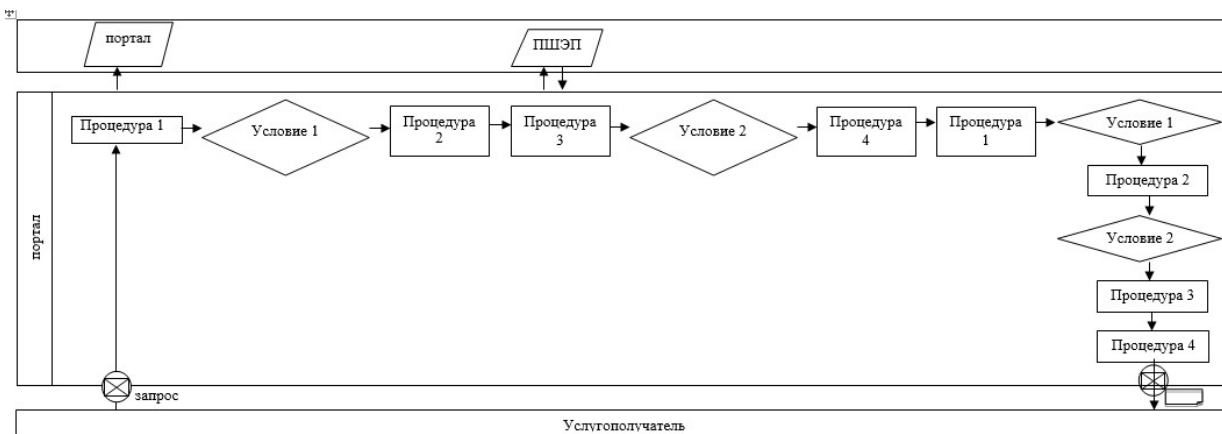 портал
ПШЭП
портал
Процедура 1
Условие 1
Процедура
2
Процедура
3
Условие 2
Процедура
4
Процедура
1
Условие 1
Процедура 2
Условие 2
Процедура 3
Процедура 4
запрос
Услугополучатель